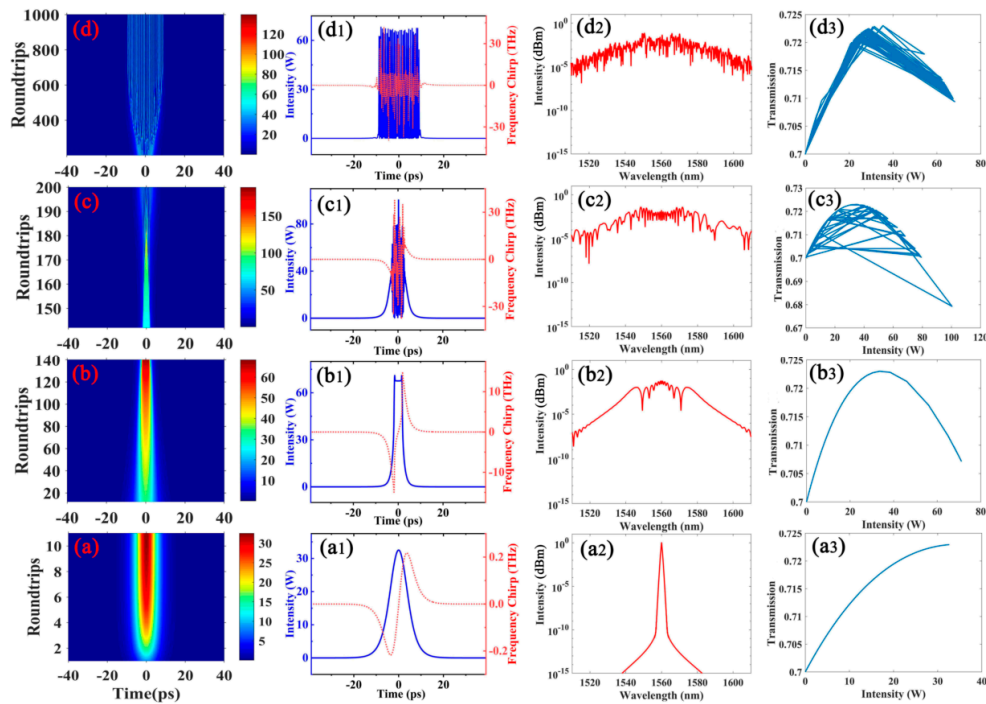 (d)
Roundtrips
1000
800
600
400
200
-40 -20 0 20 40
120
100
80
60
40
20
(d1)
Intensity (W)
60
30
0
-20 0 20
Time (ps)
Frequency Chirp (THz)
30
0
-30
(d2)
Intensity (dBm)
10^0
10^-5
10^-10
10^-15
1520 1540 1560 1580 1600
Wavelength (nm)
(d3)
Transmission
0.725
0.72
0.715
0.71
0.705
0.7
0 20 40 60 80
Intensity (W)
(c)
Roundtrips
200
190
180
170
160
150
-40 -20 0 20 40
150
100
50
(c1)
Intensity (W)
80
40
0
-20 0 20
Time (ps)
Frequency Chirp (THz)
30
0
-30
(c2)
Intensity (dBm)
10^0
10^-5
10^-10
10^-15
1520 1540 1560 1580 1600
Wavelength (nm)
(c3)
Transmission
0.73
0.72
0.71
0.7
0.69
0.68
0.67
0 20 40 60 80 100 120
Intensity (W)
(b)
Roundtrips
140
120
100
80
60
40
20
-40 -20 0 20 40
60
50
40
30
20
10
(b1)
Intensity (W)
60
30
0
-20 0 20
Time (ps)
Frequency Chirp (THz)
10
0
-10
(b2)
Intensity (dBm)
10^0
10^-5
10^-10
10^-15
1520 1540 1560 1580 1600
Wavelength (nm)
(b3)
Transmission
0.725
0.72
0.715
0.71
0.705
0.7
0 20 40 60 80
Intensity (W)
(a)
Rounds
10
8
6
4
2
-40 -20 0 20 40
Time(ps)
30
25
20
15
10
5
(a1)
Intensity (W)
30
20
10
0
-20 0 20
Time (ps)
Frequency Chirp (THz)
0.2
0.0
-0.2
(a2)
Intensity (dBm)
10^0
10^-5
10^-10
10^-15
1520 1540 1560 1580 1600
Wavelength (nm)
(a3)
Transmission
0.725
0.72
0.715
0.71
0.705
0.7
0 10 20 30 40
Intensity (W)